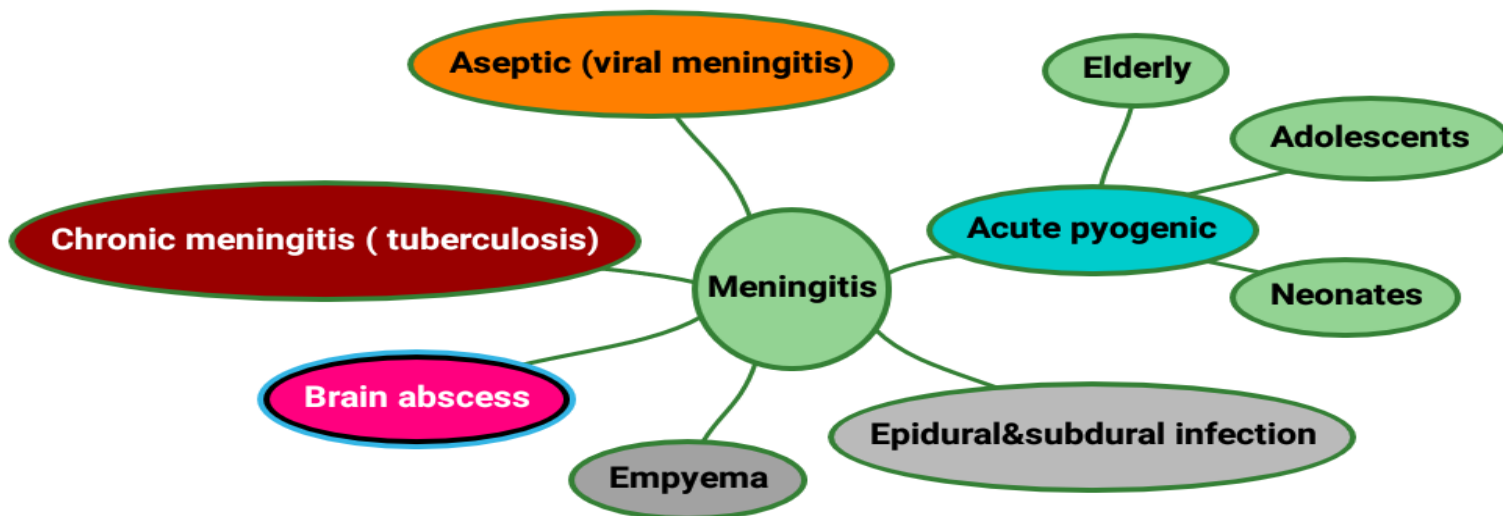 Aseptic (viral meningitis)
Elderly
Adolescents
Chronic meningitis ( tuberculosis)
Acute pyogenic
Meningitis
Neonates
Brain abscess
Epidural&subdural infection
Empyema